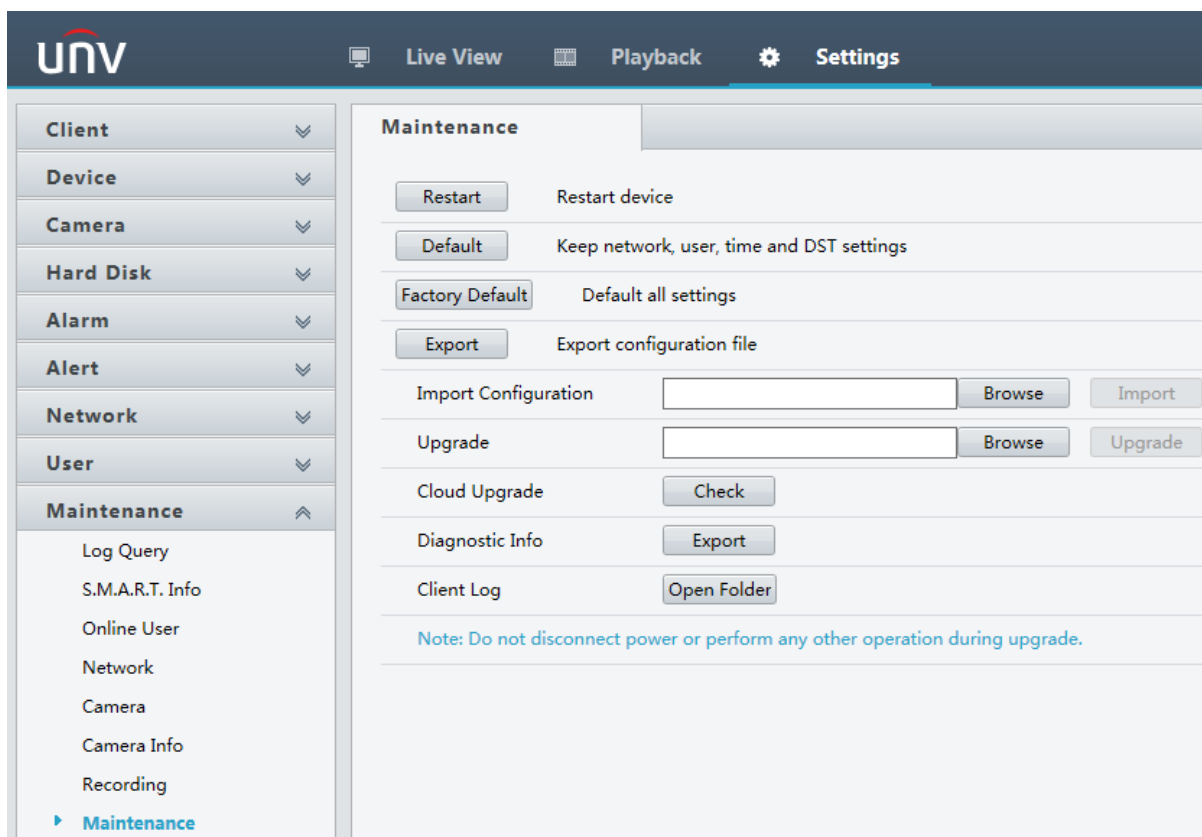 unv
Live View Playback Settings
Client
Device
Camera
Hard Disk
Alarm
Alert
Network
User
Maintenance
Log Query
S.M.A.R.T. Info
Online User
Network
Camera
Camera Info
Recording
Maintenance
Maintenance
Restart Restart device
Default Keep network, user, time and DST settings
Factory Default Default all settings
Export Export configuration file
Import Configuration Browse Import
Upgrade Browse Upgrade
Cloud Upgrade Check
Diagnostic Info Export
Client Log Open Folder
Note: Do not disconnect power or perform any other operation during upgrade.